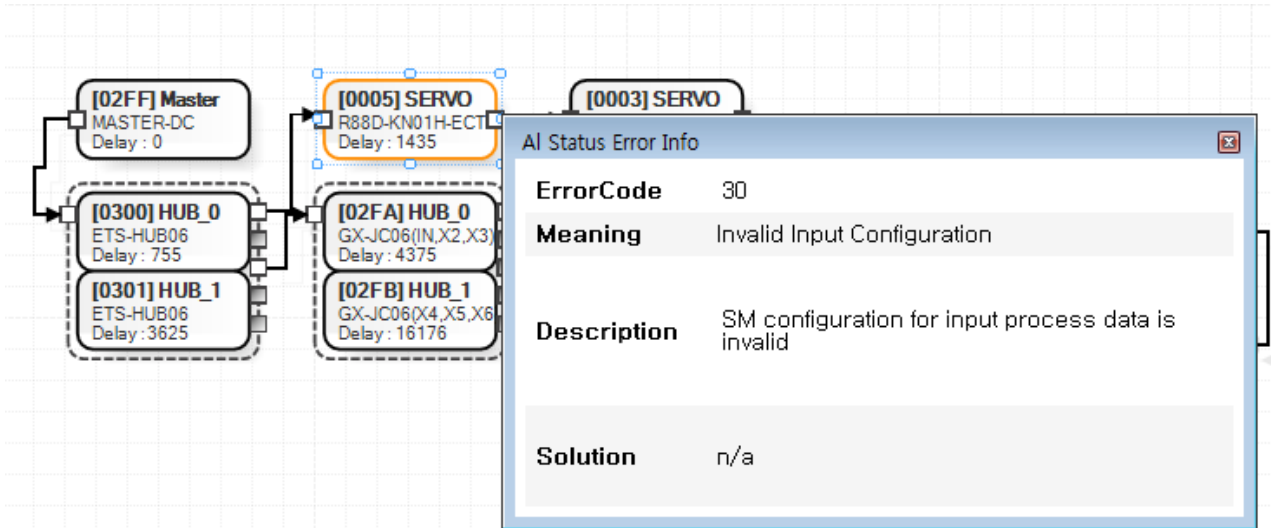 [02FF] Master
MASTER-DC
Delay : 0
[0005] SERVO
R88D-KN01H-ECT
Delay : 1435
[0003] SERVO
[0300] HUB_0
ETS-HUB06
Delay : 755
[0301] HUB_1
ETS-HUB06
Delay : 3625
[02FA] HUB_0
GX-JC06(IN,X2,X3)
Delay : 4375
[02FB] HUB_1
GX-JC06(X4,X5,X6
Delay : 16176
Al Status Error Info
ErrorCode 30
Meaning Invalid Input Configuration
Description SM configuration for input process data is
invalid
Solution n/a